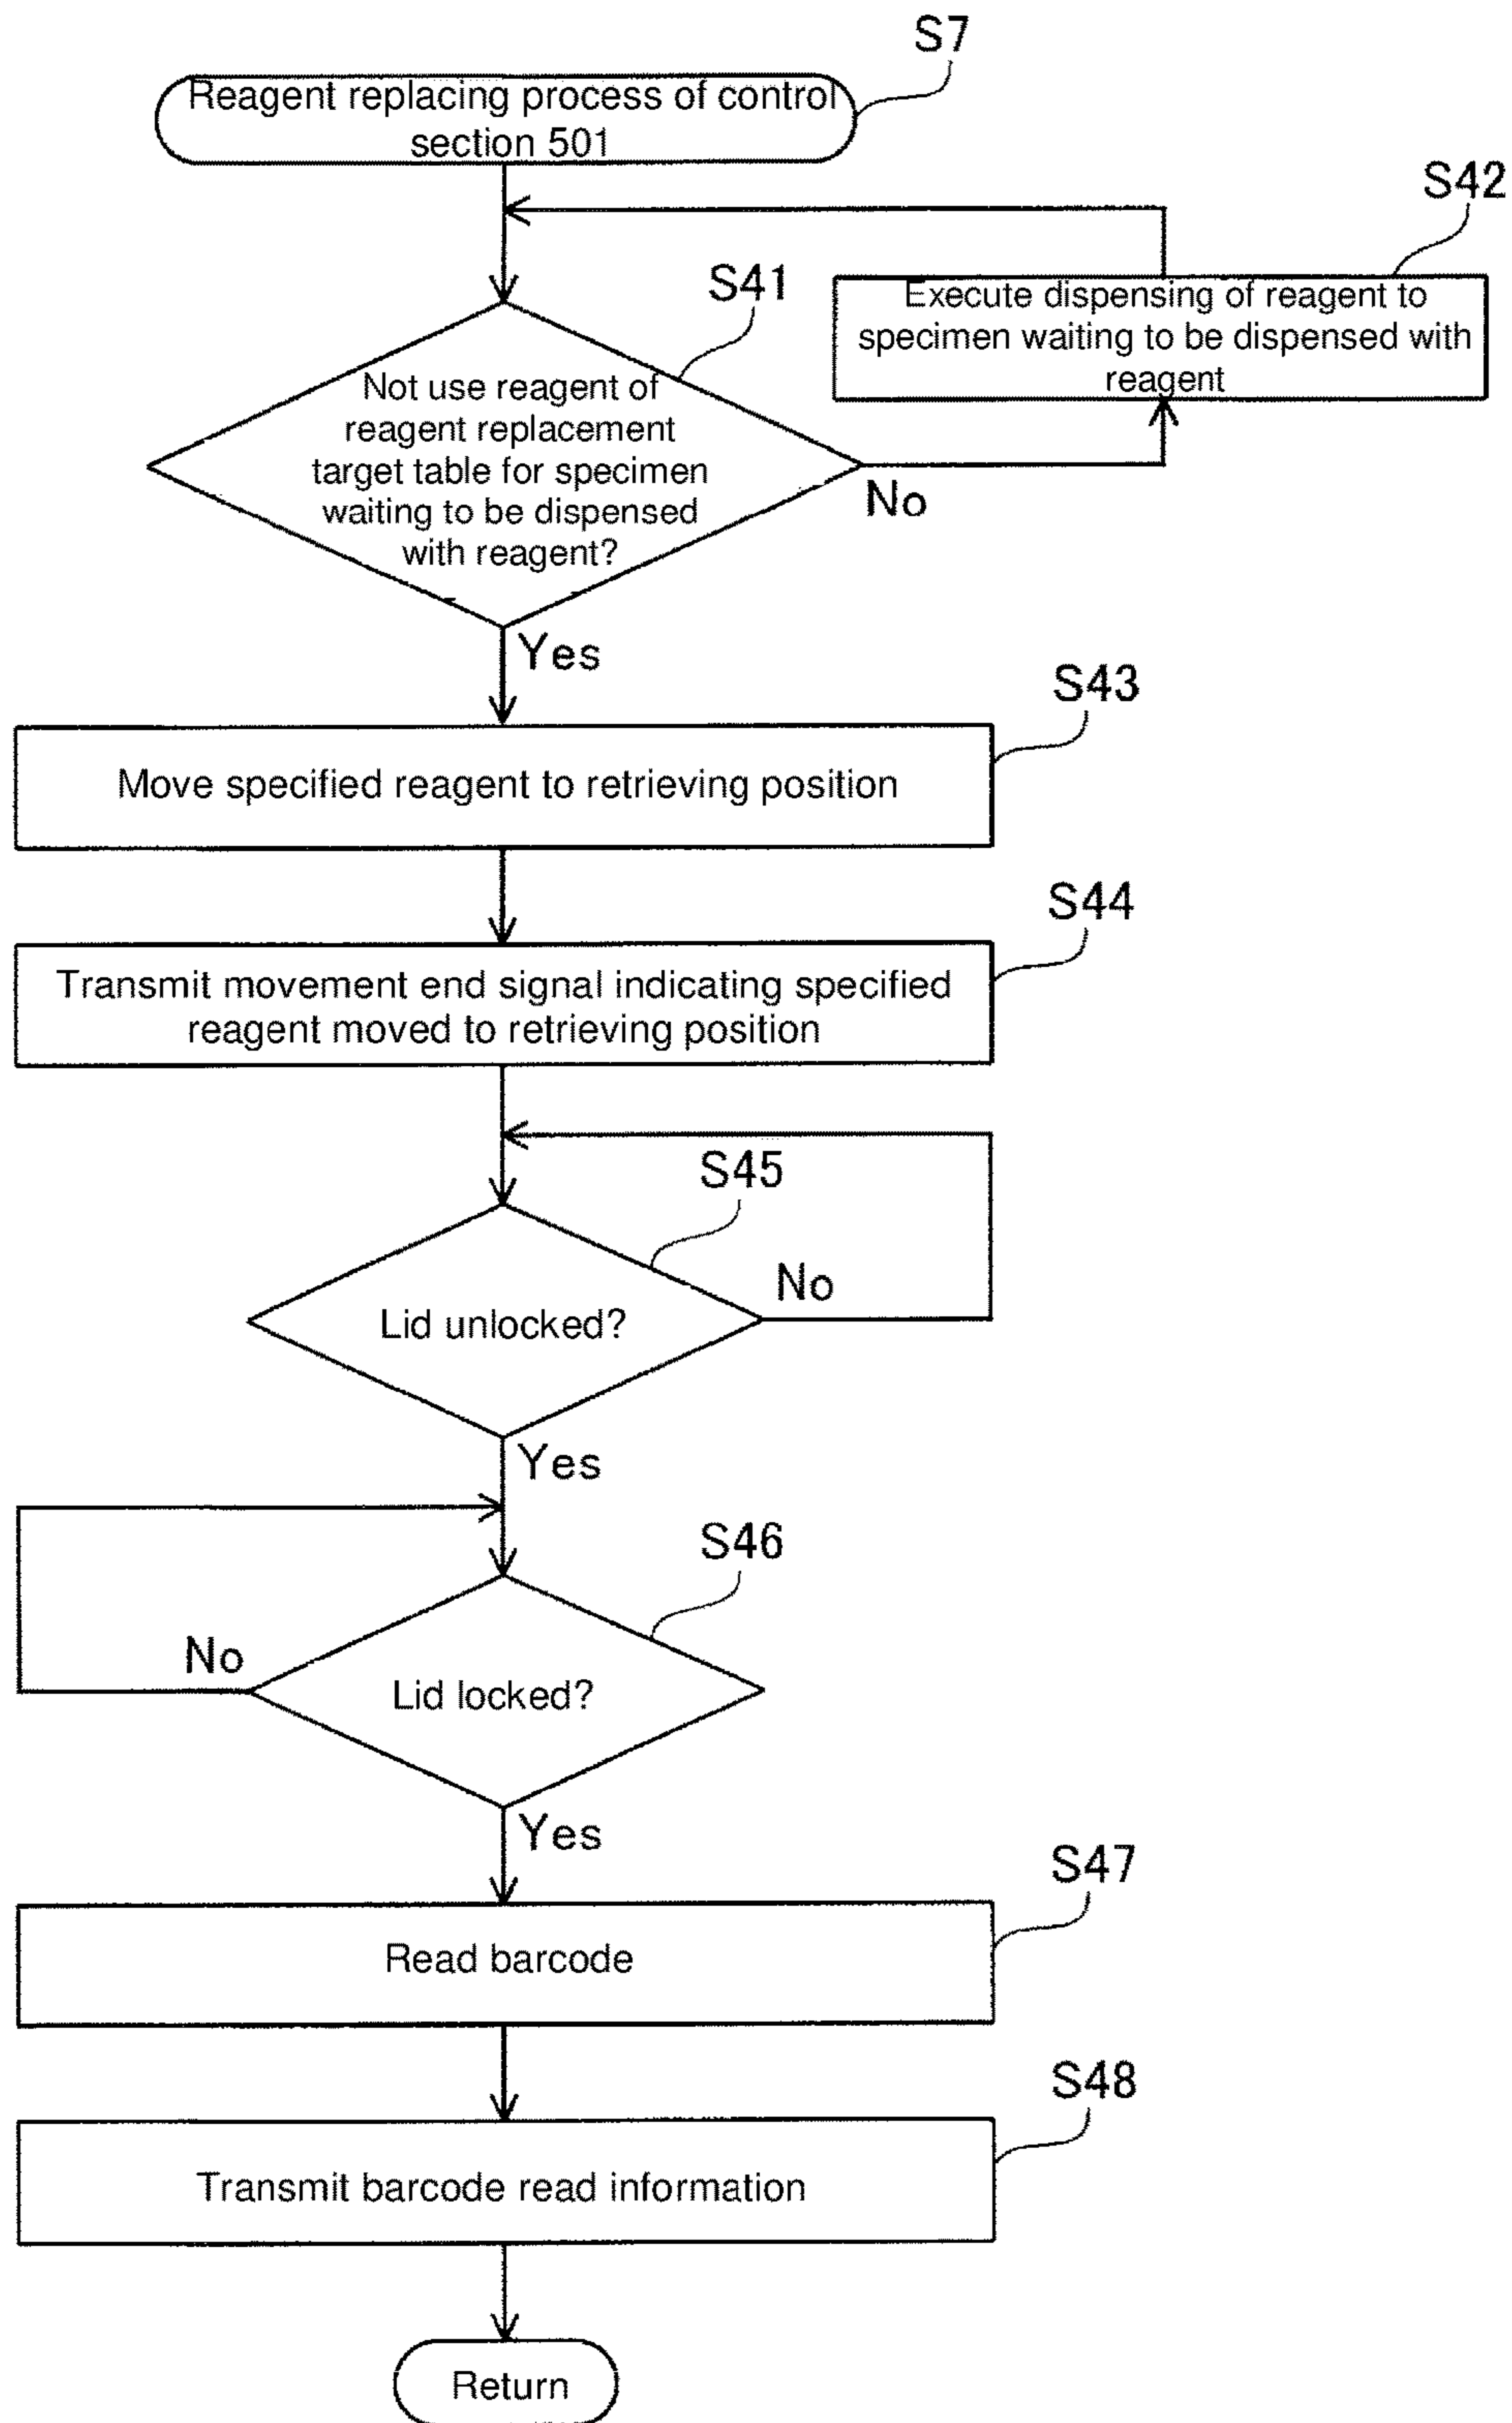 S7
Reagent replacing process of control
section 501
S42
Execute dispensing of reagent to
specimen waiting to be dispensed with
reagent
S41
Not use reagent of
reagent replacement
target table for specimen
waiting to be dispensed
with reagent?
No
Yes
S43
Move specified reagent to retrieving position
S44
Transmit movement end signal indicating specified
reagent moved to retrieving position
S45
Lid unlocked?
No
Yes
S46
Lid locked?
No
Yes
S47
Read barcode
S48
Transmit barcode read information
Return